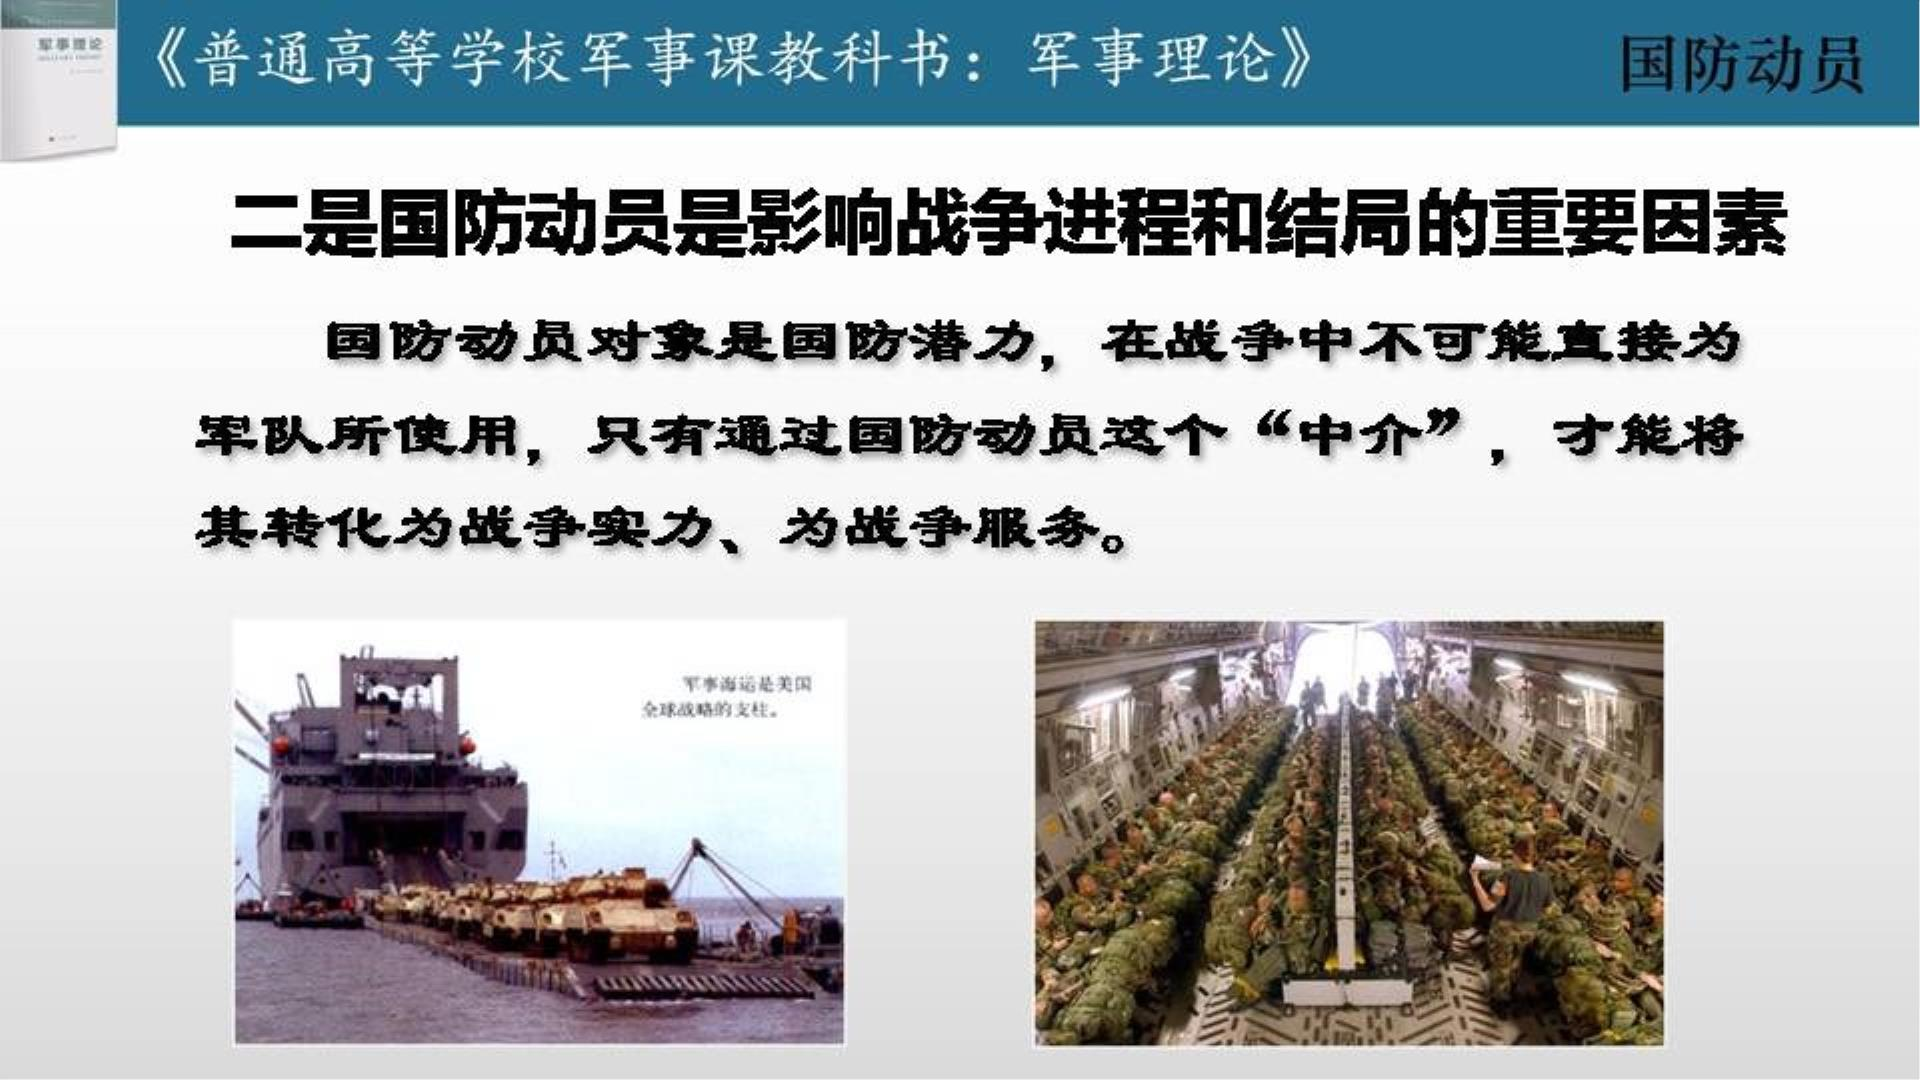 军事理论
《普通高等学校军事课教科书：军事理论》
国防动员
二是国防动员是影响战争进程和结局的重要因素
国防动员对象是国防潜力，在战争中不可能直接为
军队所使用，只有通过国防动员这个“中介”，才能将
其转化为战争实力、为战争服务。
军事海运是美国
全球战略的支柱。